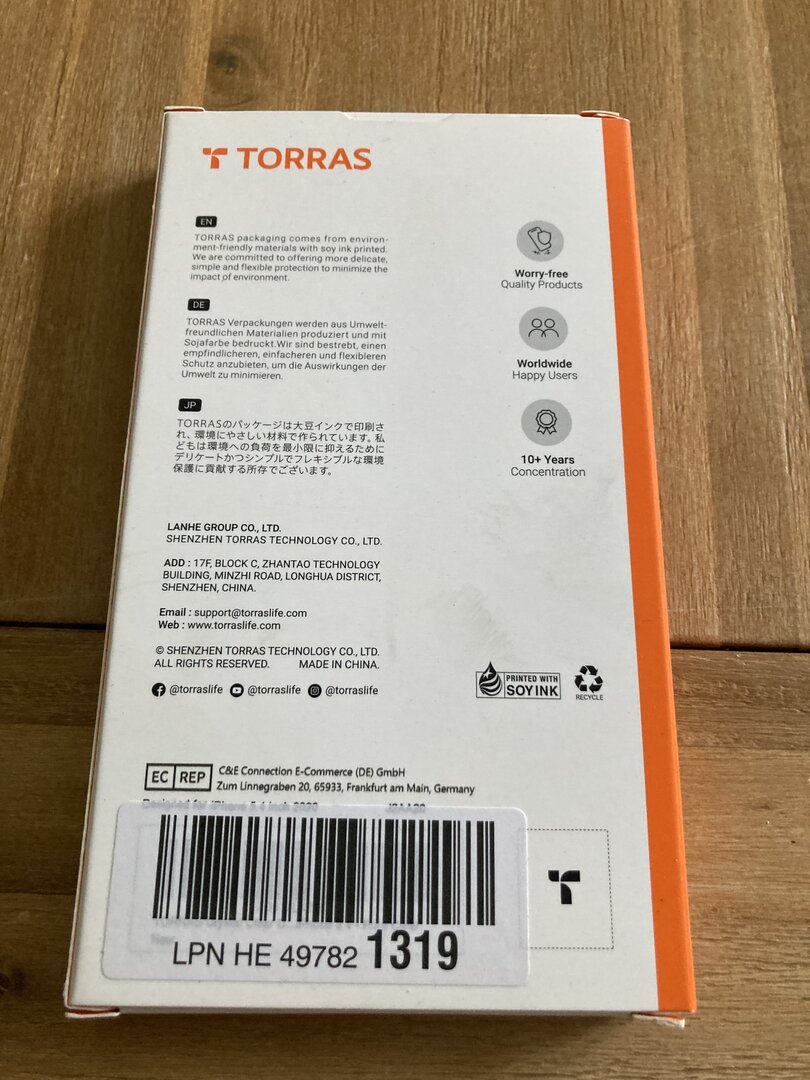 TORRAS
EN
TORRAS packaging comes from environ-
ment-friendly materials with soy ink printed.
We are committed to offering more delicate,
simple and flexible protection to minimize the
impact of environment.
DE
TORRAS Verpackungen werden aus Umwelt-
freundlichen Materialien produziert und mit
Sojafarbe bedruckt.Wir sind bestrebt, einen
empfindlicheren, einfacheren und flexibleren
Schutz anzubieten, um die Auswirkungen der
Umwelt zu minimieren.
JP
TORRASのパッケージは大豆インクで印刷さ
れ、環境にやさしい材料で作られています。私
どもは環境への負荷を最小限に抑えるために
デリケートかつシンプルでフレキシブルな環境
保護に貢献する所存でございます。
Worry-free
Quality Products
Worldwide
Happy Users
10+ Years
Concentration
LANHE GROUP CO., LTD.
SHENZHEN TORRAS TECHNOLOGY CO., LTD.
ADD : 17F, BLOCK C, ZHANTAO TECHNOLOGY
BUILDING, MINZHI ROAD, LONGHUA DISTRICT,
SHENZHEN, CHINA.
Email : support@torraslife.com
Web : www.torraslife.com
© SHENZHEN TORRAS TECHNOLOGY CO., LTD.
ALL RIGHTS RESERVED. MADE IN CHINA.
@torraslife @torraslife @torraslife
PRINTED WITH
SOY INK
RECYCLE
EC REP
C&E Connection E-Commerce (DE) GmbH
Zum Linnegraben 20, 65933, Frankfurt am Main, Germany
Designed for iPhone
LPN HE 49782 1319